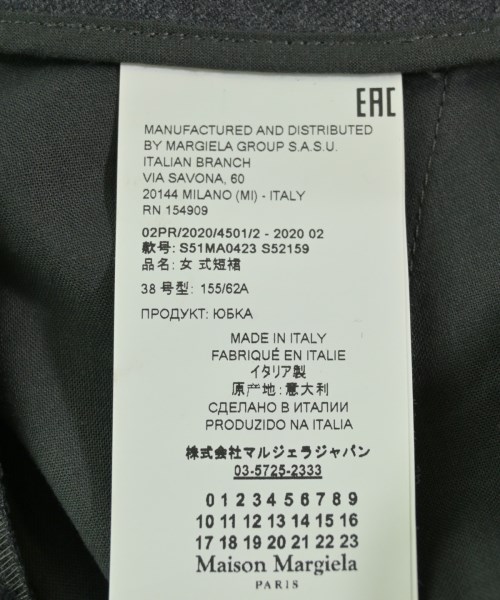 EAC
MANUFACTURED AND DISTRIBUTED
BY MARGIELA GROUP S.A.S.U.
ITALIAN BRANCH
VIA SAVONA, 60
20144 MILANO (MI) - ITALY
RN 154909
02PR/2020/4501/2 - 2020 02
款号: S51MA0423 S52159
品名: 女 式短裙
38 号型: 155/62A
ПРОДУКТ: ЮБКА
MADE IN ITALY
FABRIQUÉ EN ITALIE
イタリア製
原产地: 意大利
СДЕЛАНО В ИТАЛИИ
PRODUZIDO NA ITALIA
株式会社マルジェラジャパン
03-5725-2333
0 1 2 3 4 5 6 7 8 9
10 11 12 13 14 15 16
17 18 19 20 21 22 23
Maison Margiela
PARIS